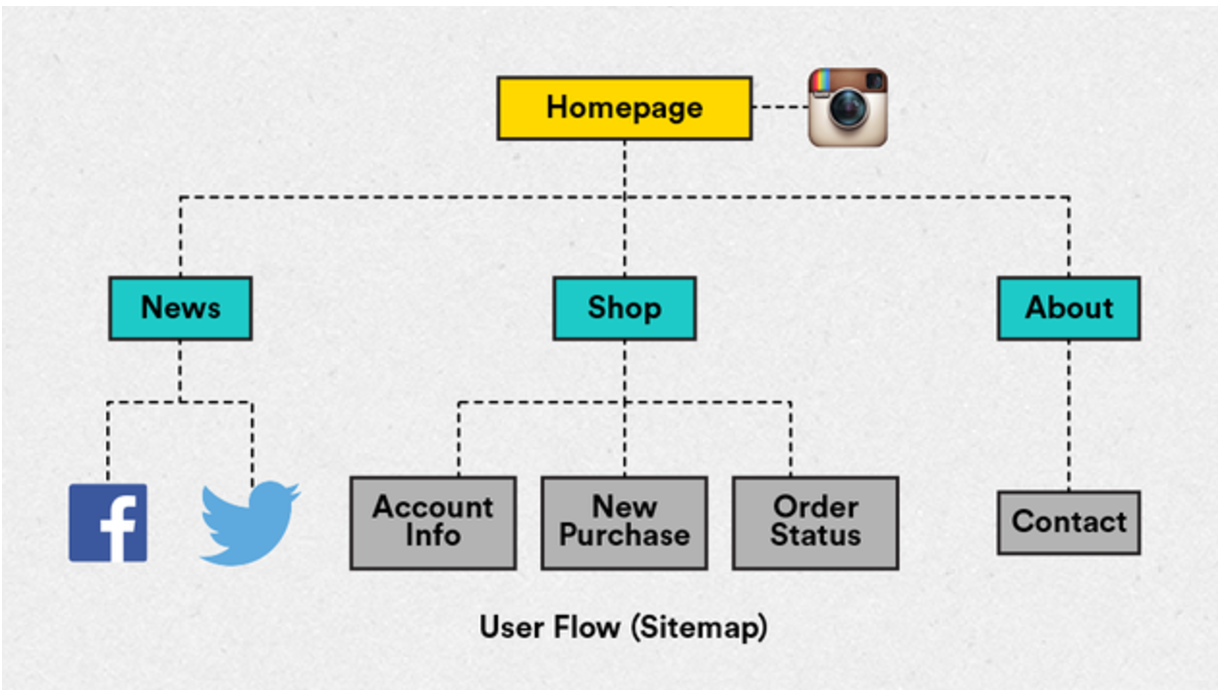 Homepage
News
Shop
About
Account
Info
New
Purchase
Order
Status
Contact
User Flow (Sitemap)